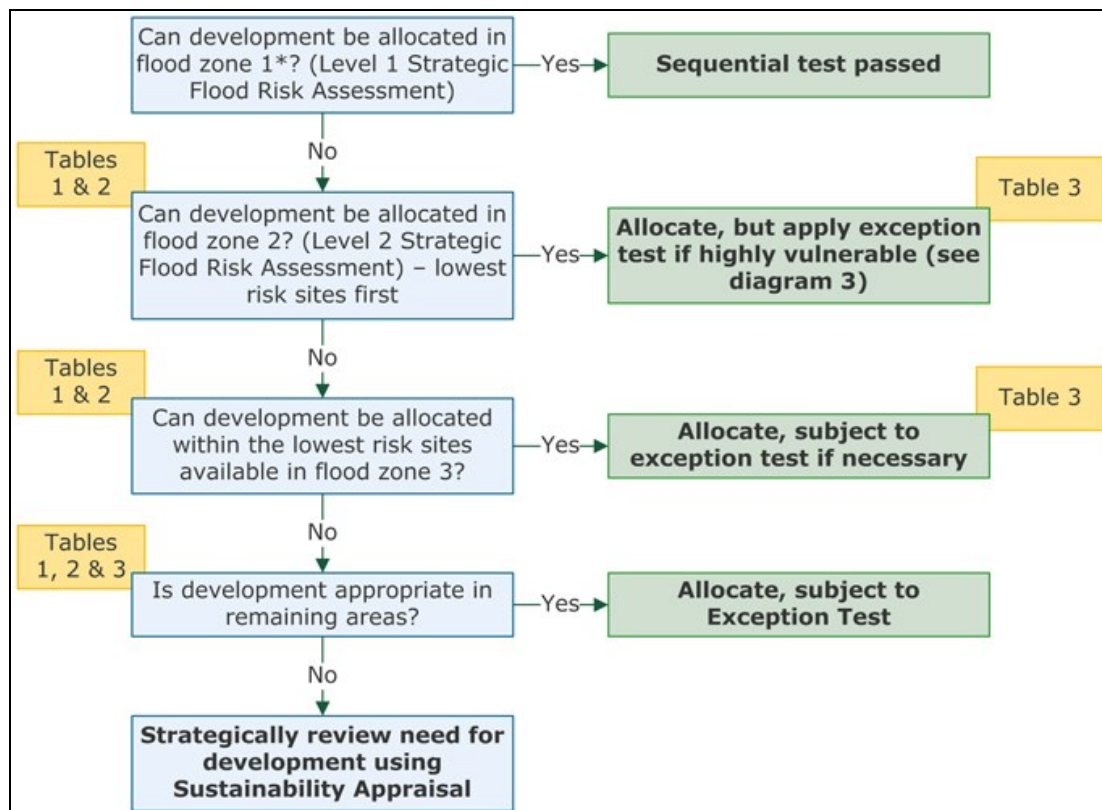 Can development be allocated in
flood zone 1*? (Level 1 Strategic
Flood Risk Assessment)
Yes
Sequential test passed
No
Tables
1 & 2
Can development be allocated in
flood zone 2? (Level 2 Strategic
Flood Risk Assessment) – lowest
risk sites first
Yes
Table 3
Allocate, but apply exception
test if highly vulnerable (see
diagram 3)
No
Tables
1 & 2
Can development be allocated
within the lowest risk sites
available in flood zone 3?
Yes
Table 3
Allocate, subject to
exception test if necessary
No
Tables
1, 2 & 3
Is development appropriate in
remaining areas?
Yes
Allocate, subject to
Exception Test
No
Strategically review need for
development using
Sustainability Appraisal